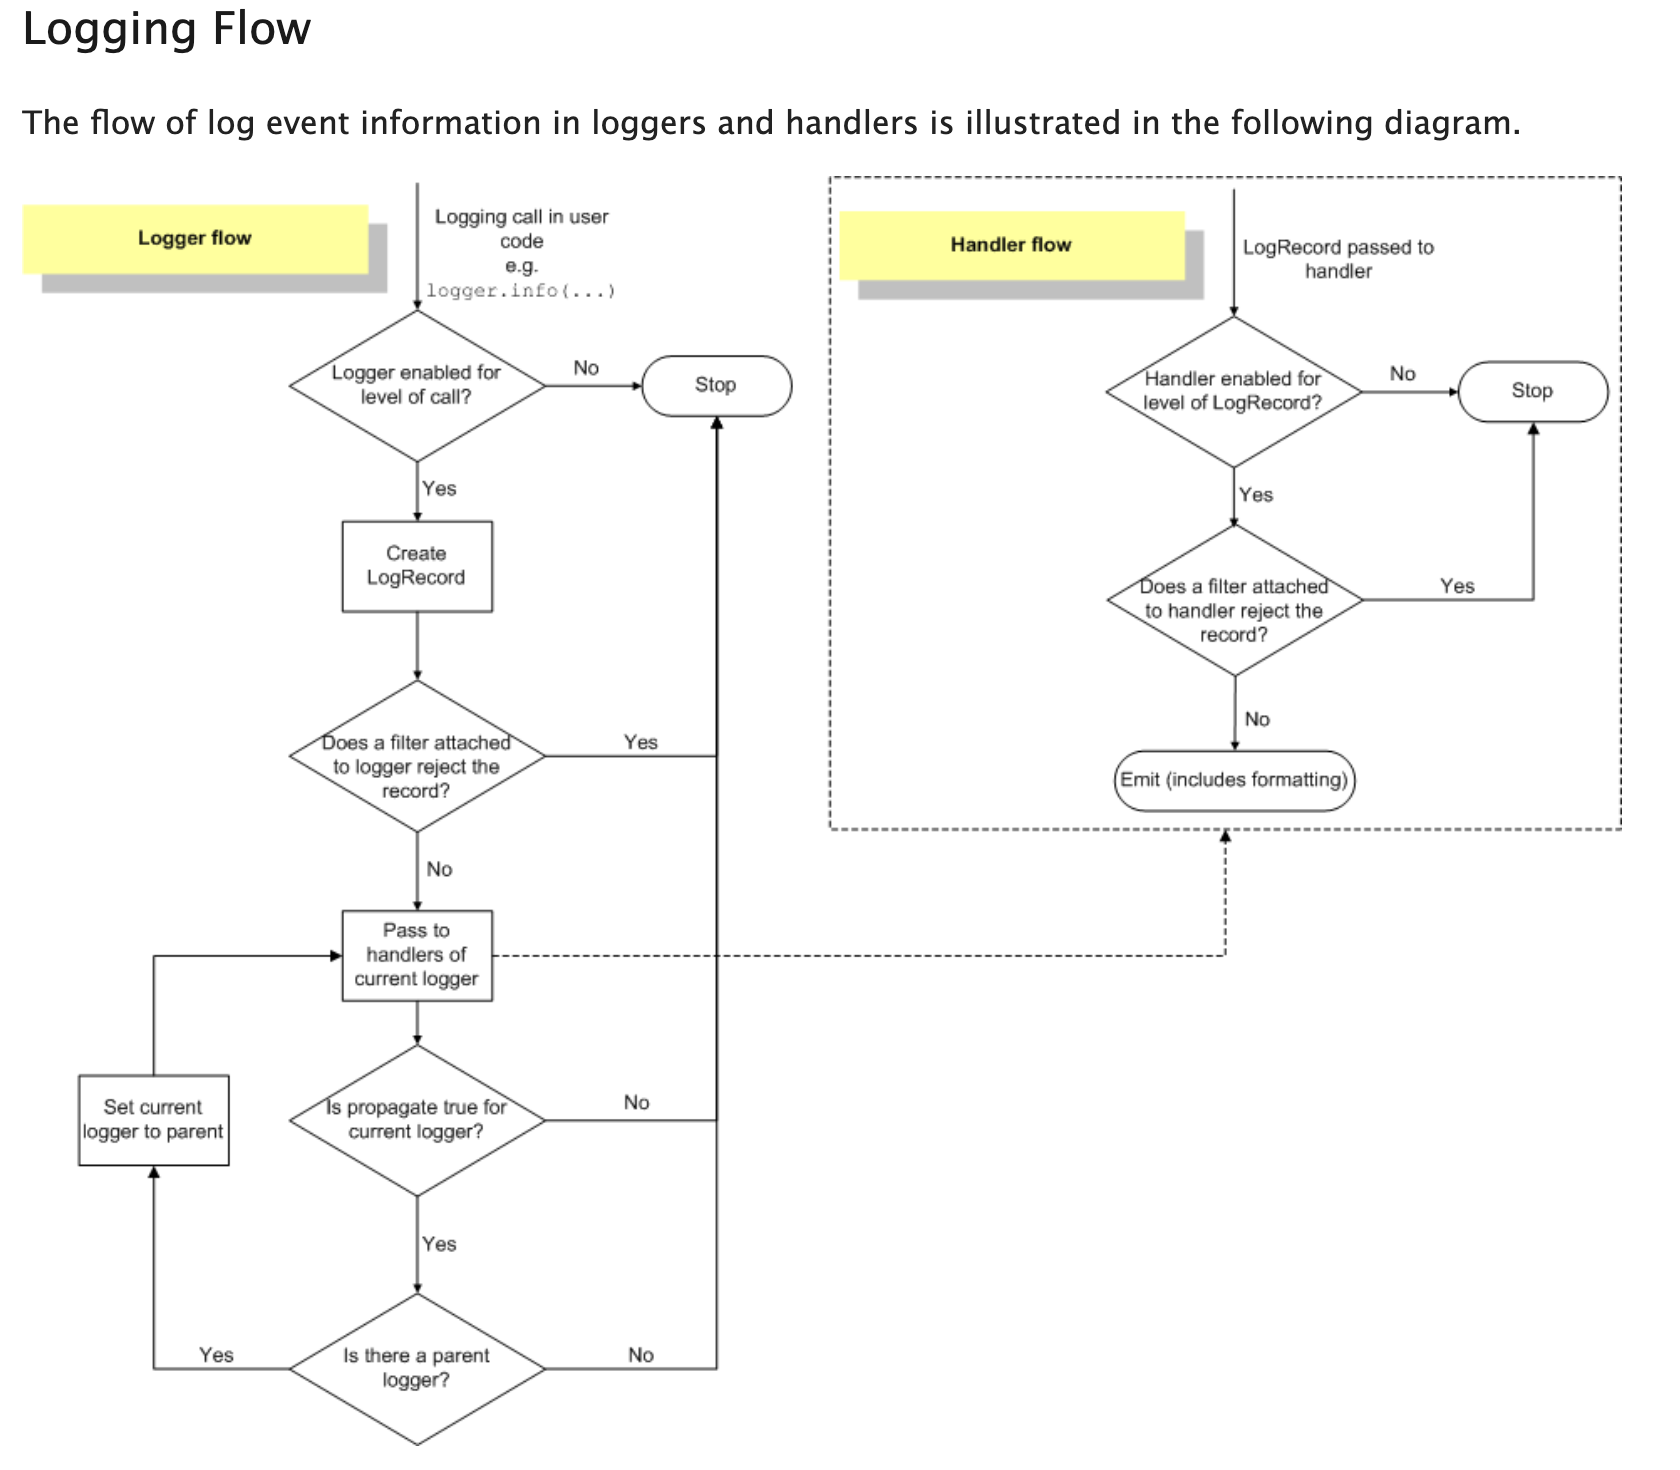 Logging Flow
The flow of log event information in loggers and handlers is illustrated in the following diagram.
Logger flow
Logging call in user
code
e.g.
logger.info(...)
Logger enabled for
level of call?
No
Stop
Yes
Create
LogRecord
Does a filter attached
to logger reject the
record?
Yes
No
Pass to
handlers of
current logger
Set current
logger to parent
Is propagate true for
current logger?
No
Yes
Is there a parent
logger?
Yes
No
Handler flow
LogRecord passed to
handler
Handler enabled for
level of LogRecord?
No
Stop
Yes
Does a filter attached
to handler reject the
record?
Yes
No
Emit (includes formatting)